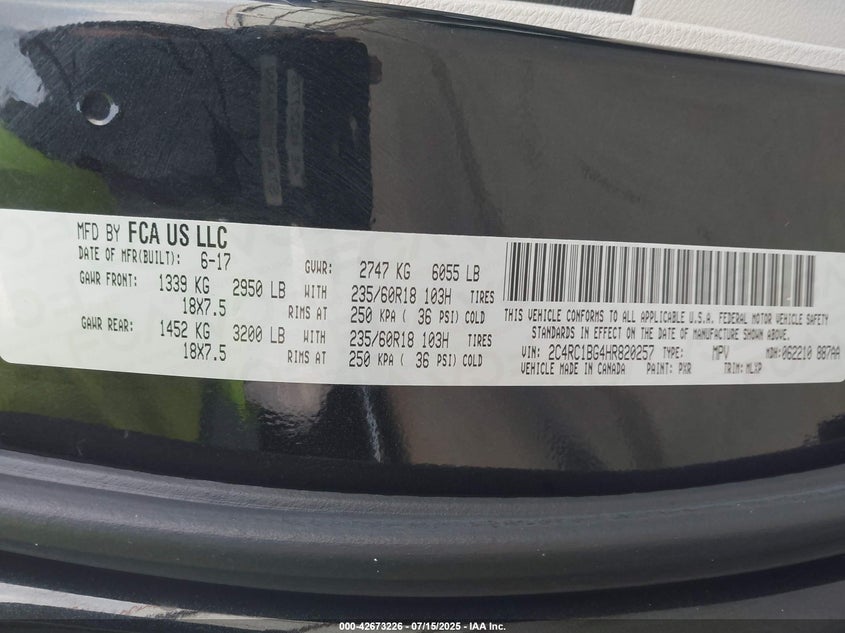 MFD BY FCA US LLC
DATE OF MFR(BUILT): 6-17 GVWR: 2747 KG 6055 LB
GAWR FRONT: 1339 KG 2950 LB WITH 235/60R18 103H TIRES
18X7.5 RIMS AT 250 KPA ( 36 PSI) COLD
GAWR REAR: 1452 KG 3200 LB WITH 235/60R18 103H TIRES
18X7.5 RIMS AT 250 KPA ( 36 PSI) COLD
THIS VEHICLE CONFORMS TO ALL APPLICABLE U.S.A. FEDERAL MOTOR VEHICLE SAFETY
STANDARDS IN EFFECT ON THE DATE OF MANUFACTURE SHOWN ABOVE.
VIN: 2C4RC1BG4HR820257 TYPE: MPV MDH: 062210 887AA
VEHICLE MADE IN CANADA PAINT: PXR TRIM: MLXP
000-42673226 - 07/15/2025 - IAA Inc.